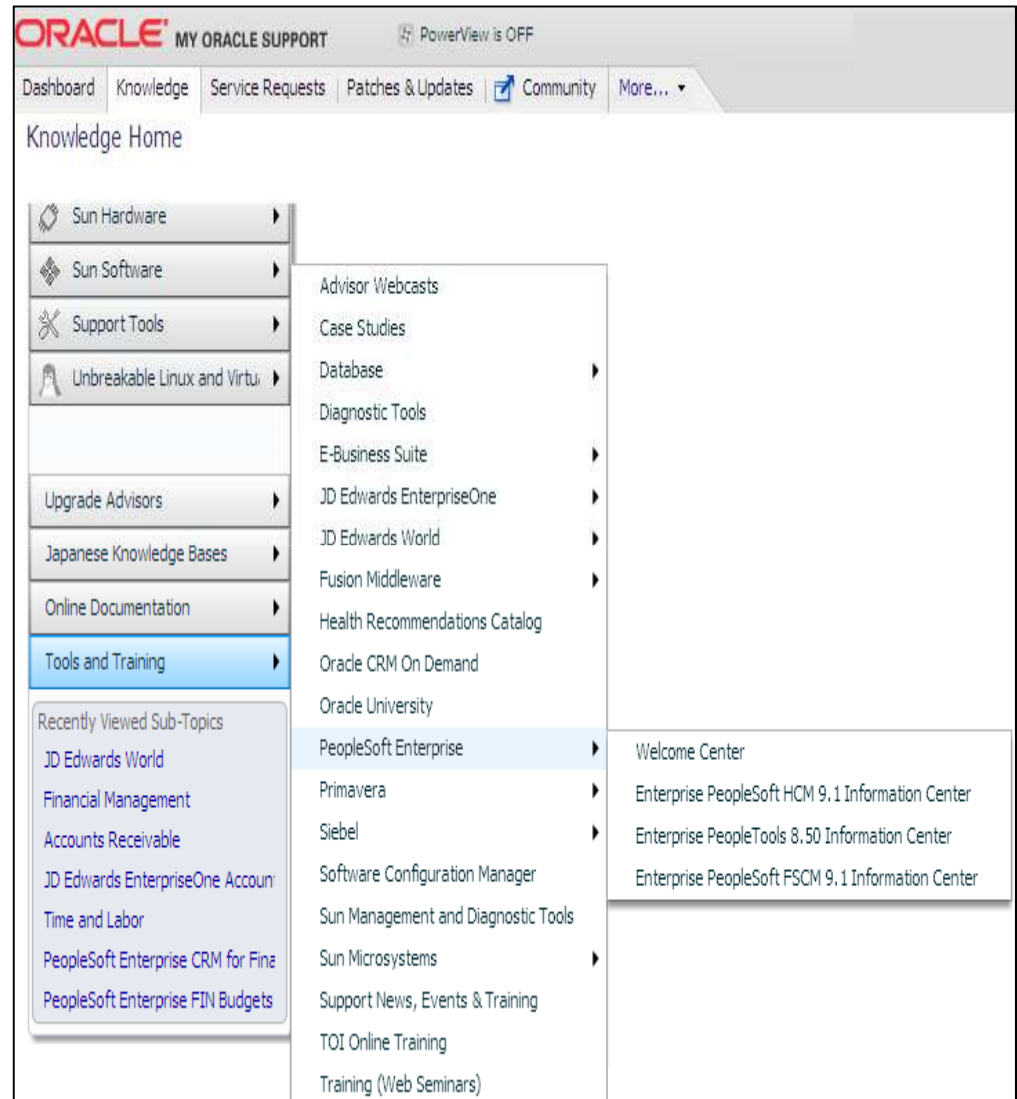 ORACLE MY ORACLE SUPPORT PowerView is OFF
Dashboard Knowledge Service Requests Patches & Updates Community More...
Knowledge Home
Sun Hardware
Sun Software
Support Tools
Unbreakable Linux and Virtu
Upgrade Advisors
Japanese Knowledge Bases
Online Documentation
Tools and Training
Recently Viewed Sub-Topics
JD Edwards World
Financial Management
Accounts Receivable
JD Edwards EnterpriseOne Accoun
Time and Labor
PeopleSoft Enterprise CRM for Fina
PeopleSoft Enterprise FIN Budgets
Advisor Webcasts
Case Studies
Database
Diagnostic Tools
E-Business Suite
JD Edwards EnterpriseOne
JD Edwards World
Fusion Middleware
Health Recommendations Catalog
Oracle CRM On Demand
Oracle University
PeopleSoft Enterprise
Primavera
Siebel
Software Configuration Manager
Sun Management and Diagnostic Tools
Sun Microsystems
Support News, Events & Training
TOI Online Training
Training (Web Seminars)
Welcome Center
Enterprise PeopleSoft HCM 9.1 Information Center
Enterprise PeopleTools 8.50 Information Center
Enterprise PeopleSoft FSCM 9.1 Information Center